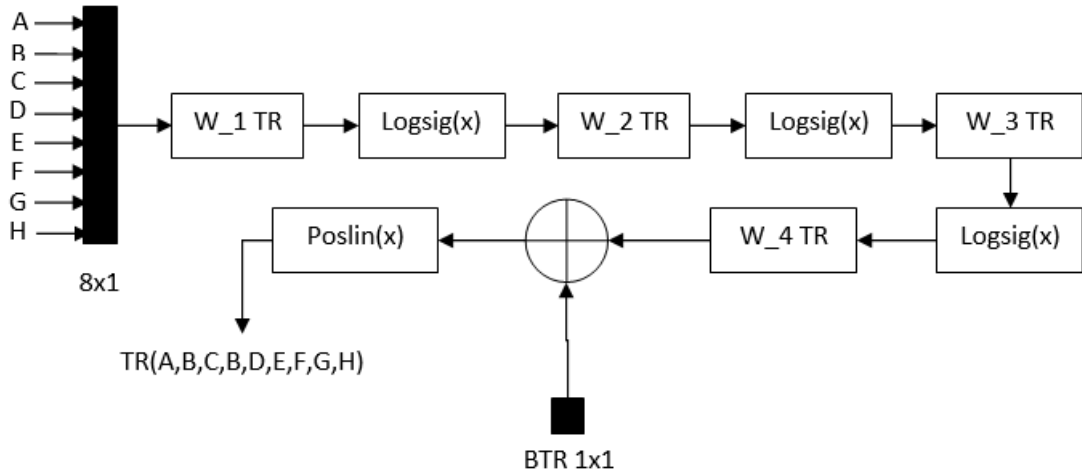 A
B
C
D
E
F
G
H
8x1
W_1 TR
Logsig(x)
W_2 TR
Logsig(x)
W_3 TR
Poslin(x)
W_4 TR
Logsig(x)
TR(A,B,C,B,D,E,F,G,H)
BTR 1x1